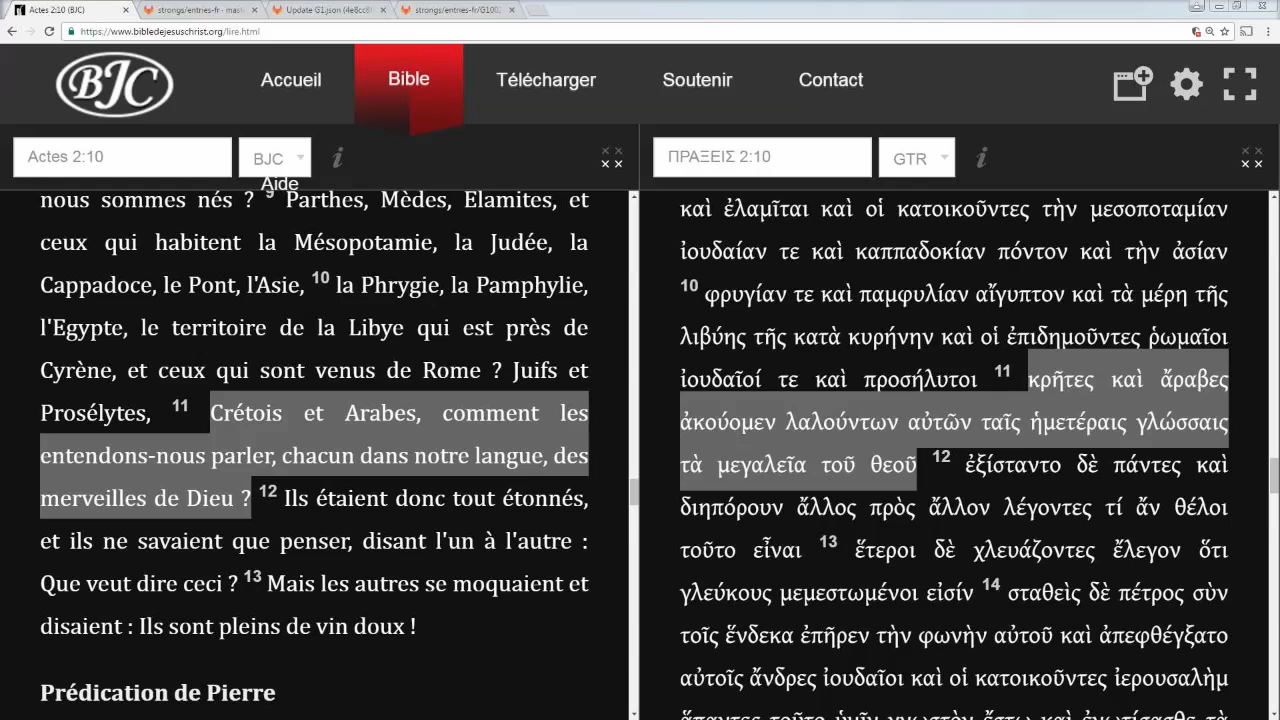 Actes 2:10 (BJC)
strongs/entries-fr - mas
Update G1.json (4e6cc8
strongs/entries-fr/G100
https://www.bibledejesuschrist.org/lire.html
BJC
Accueil
Bible
Télécharger
Soutenir
Contact
Actes 2:10
BJC
i
Aide
nous sommes nés ? 9 Parthes, Mèdes, Elamites, et
ceux qui habitent la Mésopotamie, la Judée, la
Cappadoce, le Pont, l'Asie, 10 la Phrygie, la Pamphylie,
l'Egypte, le territoire de la Libye qui est près de
Cyrène, et ceux qui sont venus de Rome ? Juifs et
Prosélytes, 11 Crétois et Arabes, comment les
entendons-nous parler, chacun dans notre langue, des
merveilles de Dieu ? 12 Ils étaient donc tout étonnés,
et ils ne savaient que penser, disant l'un à l'autre :
Que veut dire ceci ? 13 Mais les autres se moquaient et
disaient : Ils sont pleins de vin doux !
Prédication de Pierre
ΠΡΑΞΕΙΣ 2:10
GTR
i
καὶ ἐλαμῖται καὶ οἱ κατοικοῦντες τὴν μεσοποταμίαν
ἰουδαίαν τε καὶ καππαδοκίαν πόντον καὶ τὴν ἀσίαν
10 φρυγίαν τε καὶ παμφυλίαν αἴγυπτον καὶ τὰ μέρη τῆς
λιβύης τῆς κατὰ κυρήνην καὶ οἱ ἐπιδημοῦντες ῥωμαῖοι
ἰουδαῖοί τε καὶ προσήλυτοι 11 κρῆτες καὶ ἄραβες
ἀκούομεν λαλούντων αὐτῶν ταῖς ἡμετέραις γλώσσαις
τὰ μεγαλεῖα τοῦ θεοῦ 12 ἐξίσταντο δὲ πάντες καὶ
διηπόρουν ἄλλος πρὸς ἄλλον λέγοντες τί ἄν θέλοι
τοῦτο εἶναι 13 ἕτεροι δὲ χλευάζοντες ἔλεγον ὅτι
γλεύκους μεμεστωμένοι εἰσίν 14 σταθεὶς δὲ πέτρος σὺν
τοῖς ἕνδεκα ἐπῆρεν τὴν φωνὴν αὐτοῦ καὶ ἀπεφθέγξατο
αὐτοῖς ἄνδρες ἰουδαῖοι καὶ οἱ κατοικοῦντες ἰερουσαλὴμ
ἅπαντες τοῦτο ὑμῖν γνωστὸν ἔστω καὶ ἐνωτίσασθε τὰ